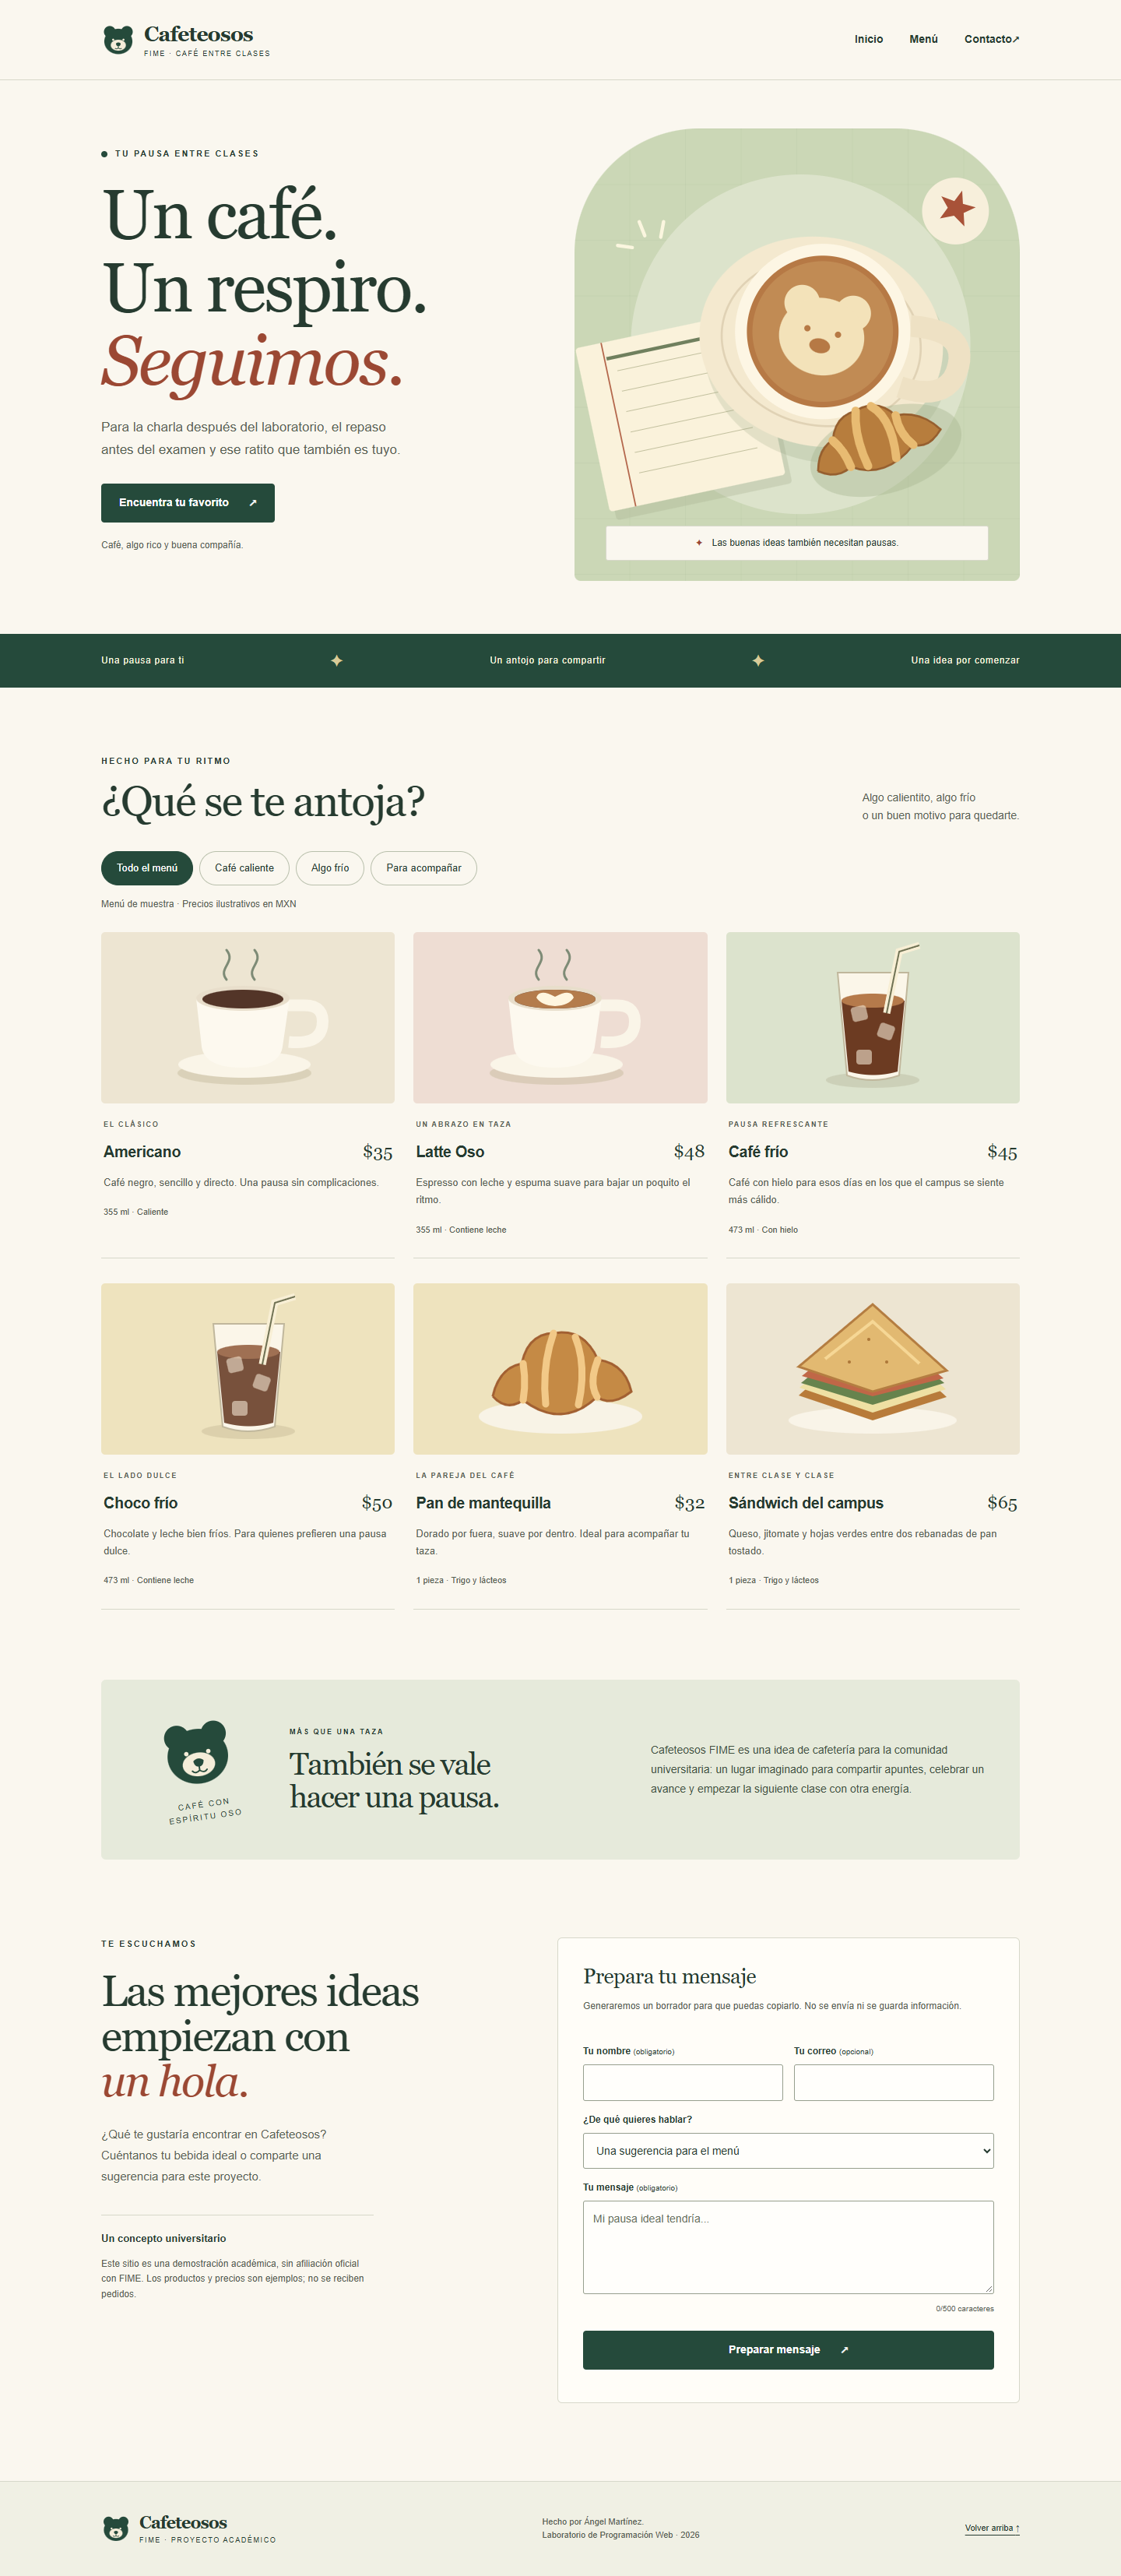 Cafeteosos
FIME · CAFÉ ENTRE CLASES
Inicio
Menú
Contacto↗
TU PAUSA ENTRE CLASES
Un café.
Un respiro.
Seguimos.
Para la charla después del laboratorio, el repaso
antes del examen y ese ratito que también es tuyo.
Encuentra tu favorito ↗
Café, algo rico y buena compañía.
✦ Las buenas ideas también necesitan pausas.
Una pausa para ti ✦ Un antojo para compartir ✦ Una idea por comenzar
HECHO PARA TU RITMO
¿Qué se te antoja?
Algo calientito, algo frío
o un buen motivo para quedarte.
Todo el menú
Café caliente
Algo frío
Para acompañar
Menú de muestra · Precios ilustrativos en MXN
EL CLÁSICO
Americano $35
Café negro, sencillo y directo. Una pausa sin complicaciones.
355 ml · Caliente
UN ABRAZO EN TAZA
Latte Oso $48
Espresso con leche y espuma suave para bajar un poquito el
ritmo.
355 ml · Contiene leche
PAUSA REFRESCANTE
Café frío $45
Café con hielo para esos días en los que el campus se siente
más cálido.
473 ml · Con hielo
EL LADO DULCE
Choco frío $50
Chocolate y leche bien fríos. Para quienes prefieren una pausa
dulce.
473 ml · Contiene leche
LA PAREJA DEL CAFÉ
Pan de mantequilla $32
Dorado por fuera, suave por dentro. Ideal para acompañar tu
taza.
1 pieza · Trigo y lácteos
ENTRE CLASE Y CLASE
Sándwich del campus $65
Queso, jitomate y hojas verdes entre dos rebanadas de pan
tostado.
1 pieza · Trigo y lácteos
CAFÉ CON
ESPÍRITU OSO
MÁS QUE UNA TAZA
También se vale
hacer una pausa.
Cafeteosos FIME es una idea de cafetería para la comunidad
universitaria: un lugar imaginado para compartir apuntes, celebrar un
avance y empezar la siguiente clase con otra energía.
TE ESCUCHAMOS
Las mejores ideas
empiezan con
un hola.
¿Qué te gustaría encontrar en Cafeteosos?
Cuéntanos tu bebida ideal o comparte una
sugerencia para este proyecto.
Un concepto universitario
Este sitio es una demostración académica, sin afiliación oficial
con FIME. Los productos y precios son ejemplos; no se reciben
pedidos.
Prepara tu mensaje
Generaremos un borrador para que puedas copiarlo. No se envía ni se guarda información.
Tu nombre (obligatorio)
Tu correo (opcional)
¿De qué quieres hablar?
Una sugerencia para el menú
Tu mensaje (obligatorio)
Mi pausa ideal tendría...
0/500 caracteres
Preparar mensaje ↗
Cafeteosos
FIME · PROYECTO ACADÉMICO
Hecho por Ángel Martínez.
Laboratorio de Programación Web · 2026
Volver arriba ↑